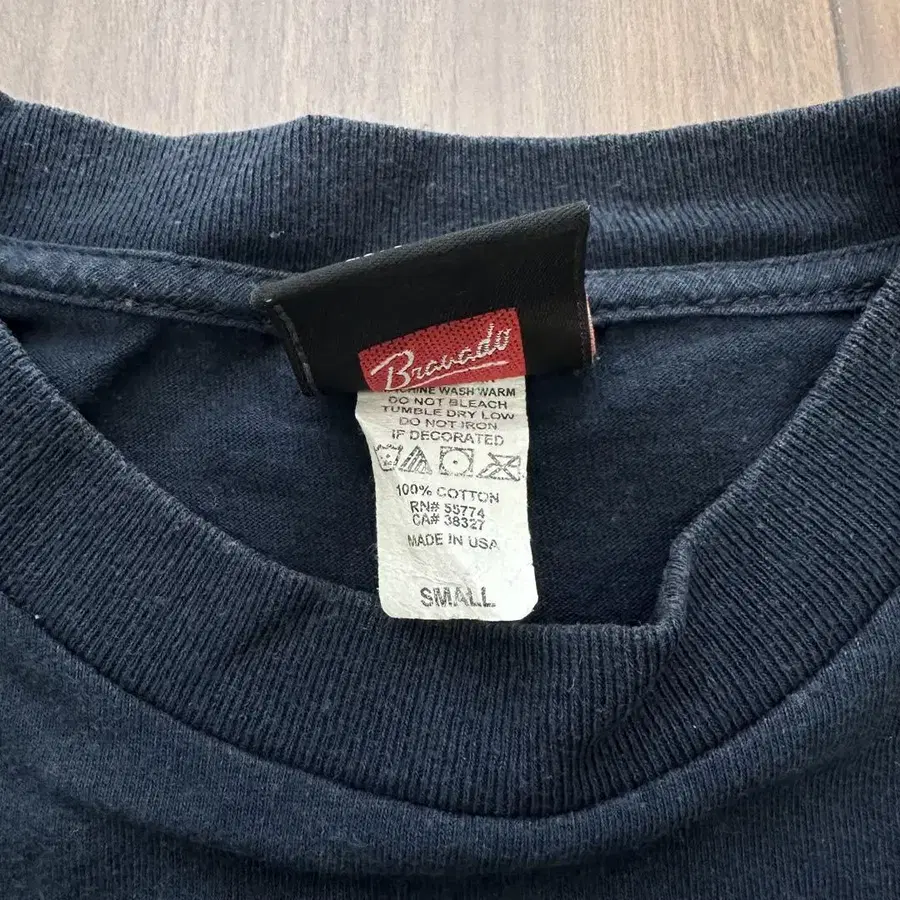 Bravado
MACHINE WASH WARM
DO NOT BLEACH
TUMBLE DRY LOW
DO NOT IRON
IF DECORATED
100% COTTON
RN# 55774
CA# 38327
MADE IN USA
SMALL